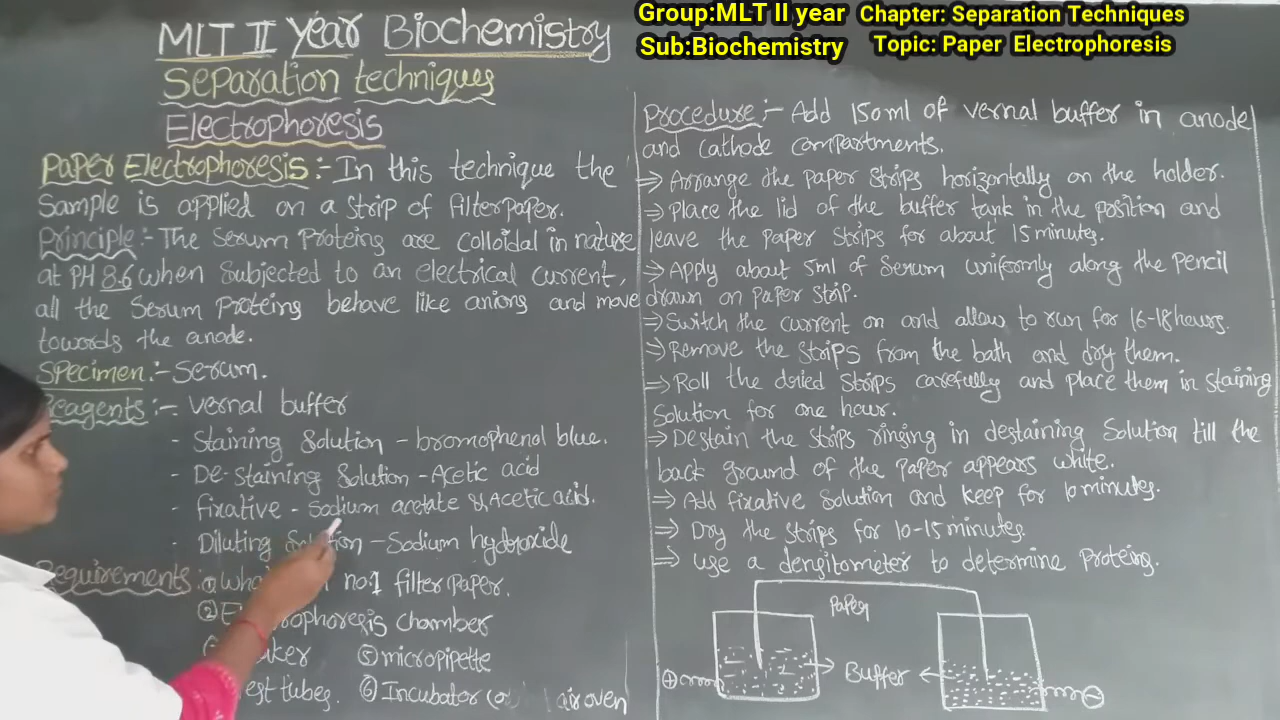 Group:MLT II year Chapter: Separation Techniques
Sub:Biochemistry Topic: Paper Electrophoresis
MLT II year Biochemistry
Separation techniques
Electrophoresis
Paper Electrophoresis:- In this technique the
Sample is applied on a strip of filterpaper.
Principle:- The Serum Proteins are colloidal in nature
at PH 8.6 when Subjected to an electrical current,
all the Serum Proteins behave like anions and move
towards the anode.
Specimen:- Serum.
Reagents:- Vernal buffer
- Staining Solution - bromophenol blue.
- De-Staining Solution - Acetic acid
- Fixative - Sodium acetate & Acetic acid.
- Diluting Solution - Sodium hydroxide
Requirements: ① no:1 filterpaper.
② chamber
⑤ micropipette
tubes. ⑥ Incubator air oven
Procedure:- Add 150ml of vernal buffer in anode
and cathode compartments.
⇒ Arrange the paper strips horizontally on the holder.
⇒ Place the lid of the buffer tank in the position and
leave the paper strips for about 15 minutes.
⇒ Apply about 5ml of Serum uniformly along the pencil
drawn on paper strip.
⇒ Switch the current on and allow to run for 16-18 hours.
⇒ Remove the strips from the bath and dry them.
⇒ Roll the dried strips carefully and place them in staining
solution for one hour.
⇒ Destain the strips ringing in destaining Solution till the
back ground of the paper appears white.
⇒ Add fixative Solution and keep for 10 minutes.
⇒ Dry the strips for 10-15 minutes.
⇒ Use a densitometer to determine proteins.
Paper
+ Buffer -